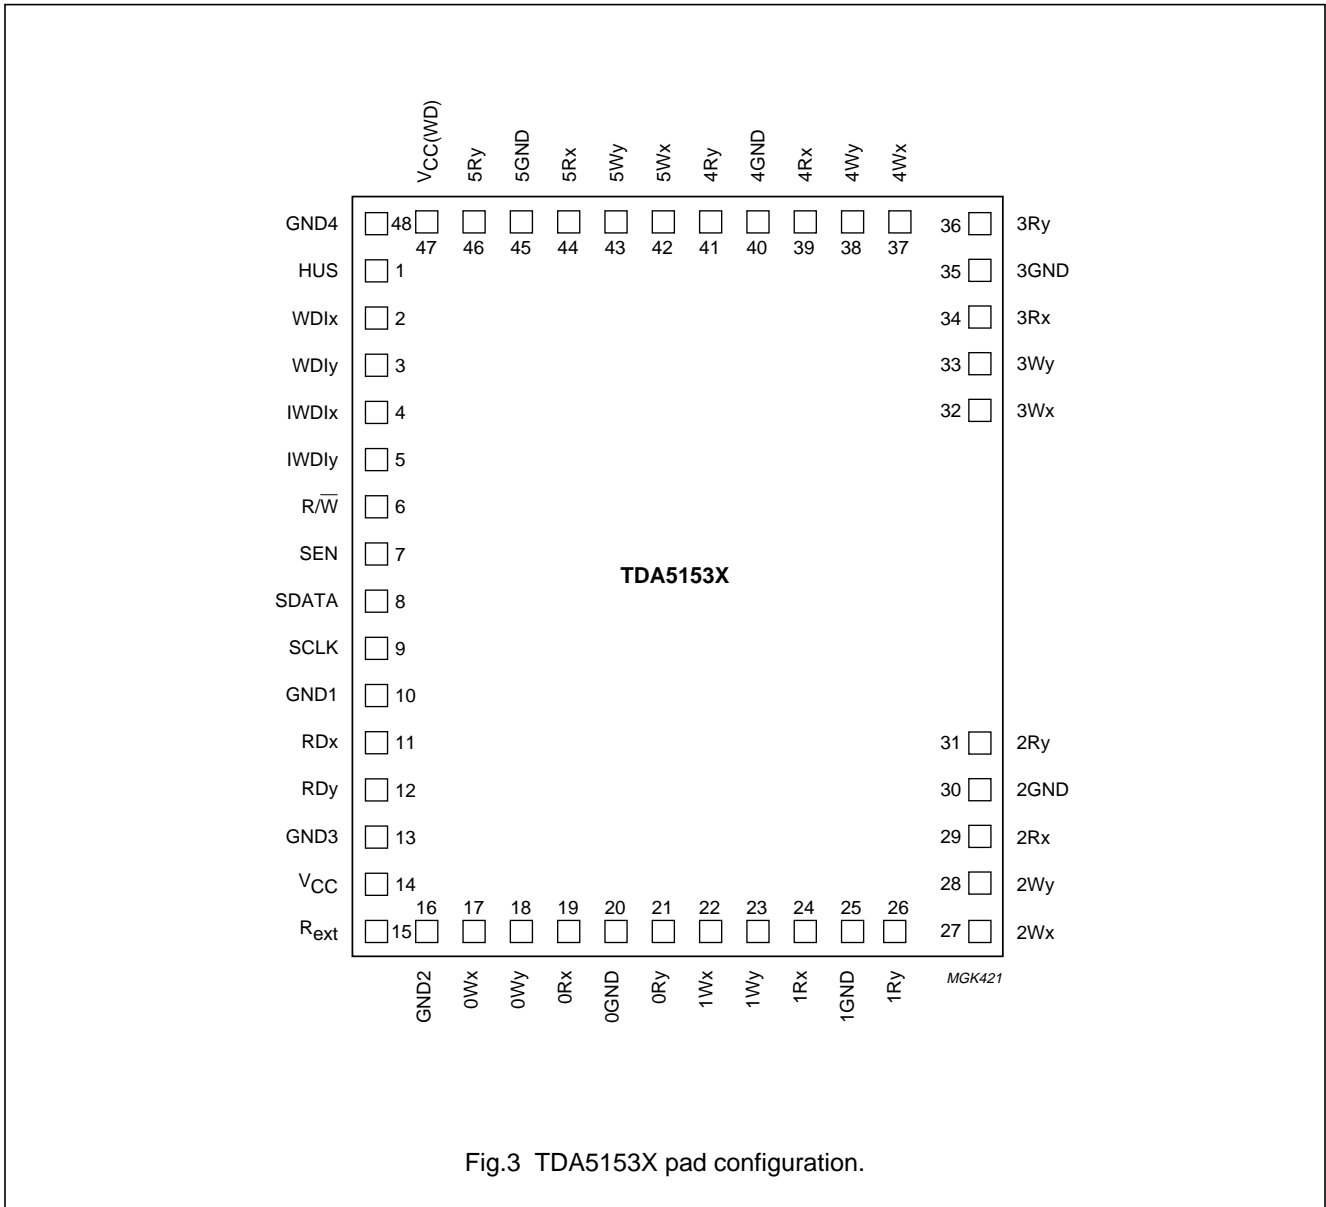 VCC(WD)
5Ry
5GND
5Rx
5Wy
5Wx
4Ry
4GND
4Rx
4Wy
4Wx
GND4 48 47 46 45 44 43 42 41 40 39 38 37 36 3Ry
HUS 1 35 3GND
WDIx 2 34 3Rx
WDIy 3 33 3Wy
IWDIx 4 32 3Wx
IWDIy 5
R/W̅ 6
SEN 7
TDA5153X
SDATA 8
SCLK 9
GND1 10
RDx 11 31 2Ry
RDy 12 30 2GND
GND3 13 29 2Rx
VCC 14 28 2Wy
16 17 18 19 20 21 22 23 24 25 26
Rext 15 27 2Wx
GND2
0Wx
0Wy
0Rx
0GND
0Ry
1Wx
1Wy
1Rx
1GND
1Ry
MGK421
Fig.3 TDA5153X pad configuration.